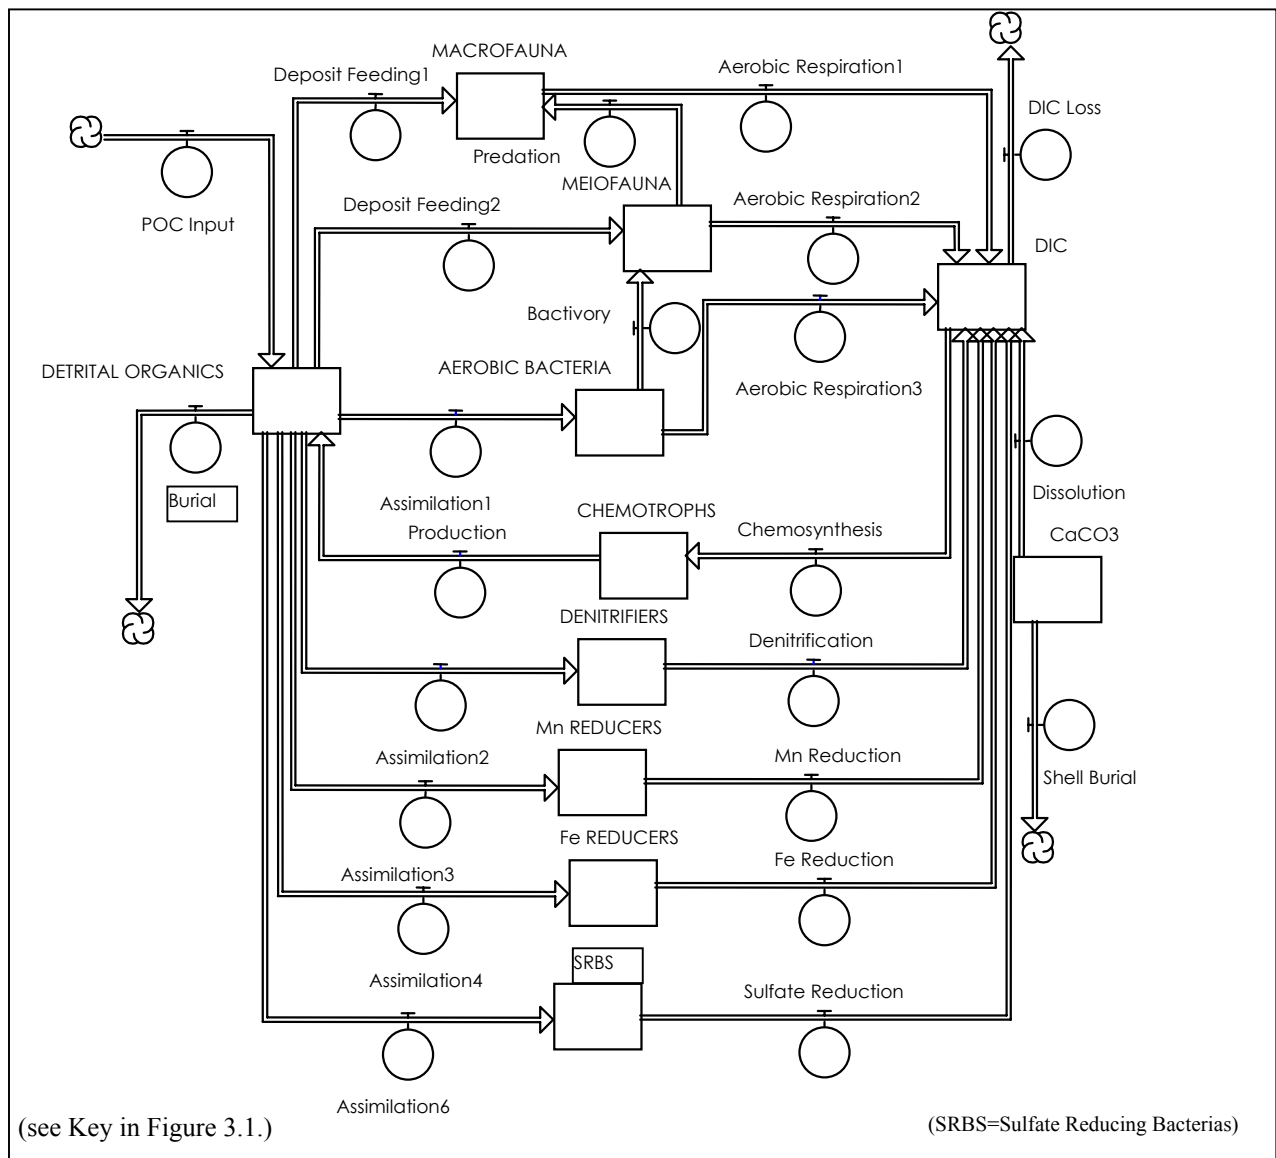 MACROFAUNA
Deposit Feeding1
Aerobic Respiration1
DIC Loss
Predation
MEIOFAUNA
POC Input
Deposit Feeding2
Aerobic Respiration2
DIC
Bactivory
DETRITAL ORGANICS
AEROBIC BACTERIA
Aerobic Respiration3
Burial
Assimilation1
Dissolution
Production
CHEMOTROPHS
Chemosynthesis
CaCO3
DENITRIFIERS
Denitrification
Assimilation2
Mn REDUCERS
Mn Reduction
Shell Burial
Assimilation3
Fe REDUCERS
Fe Reduction
Assimilation4
SRBS
Sulfate Reduction
Assimilation6
(see Key in Figure 3.1.)
(SRBS=Sulfate Reducing Bacterias)